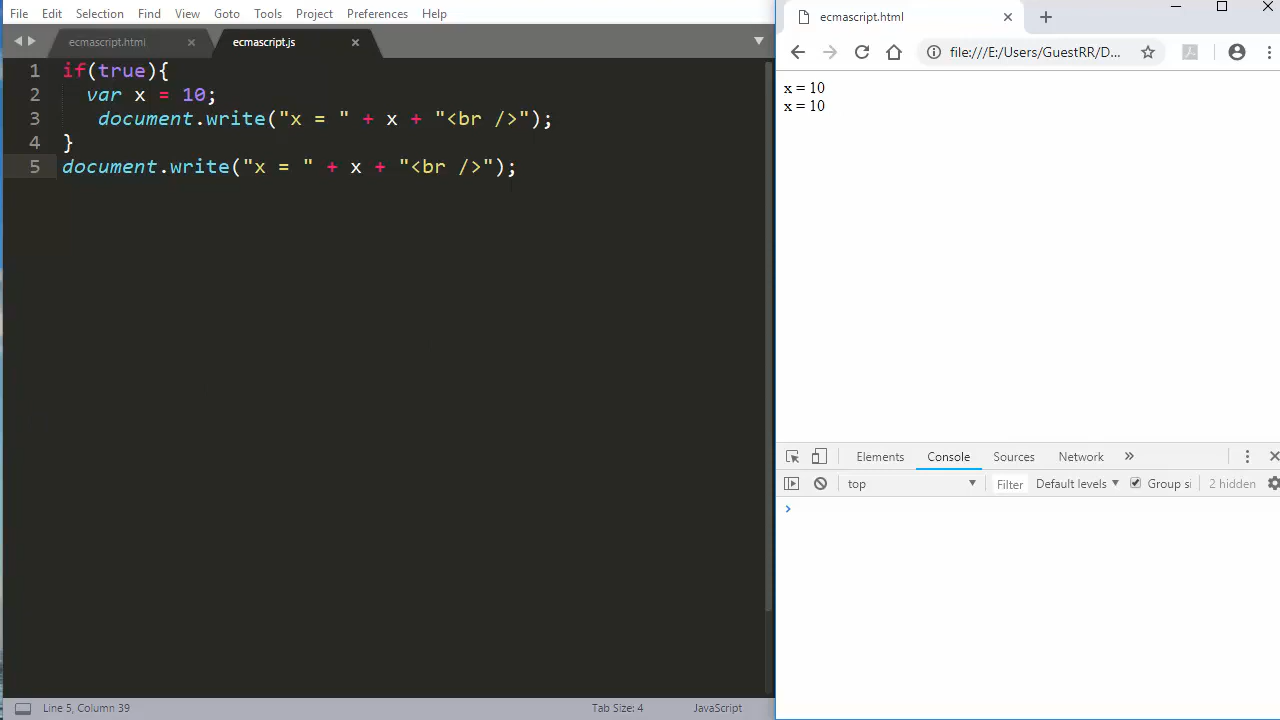 File Edit Selection Find View Goto Tools Project Preferences Help
ecmascript.html × ecmascript.js ×
1 if(true){
2 var x = 10;
3 document.write("x = " + x + "<br />");
4 }
5 document.write("x = " + x + "<br />");
Line 5, Column 39 Tab Size: 4 JavaScript
ecmascript.html × +
file:///E:/Users/GuestRR/D...
x = 10
x = 10
Elements Console Sources Network »
top Filter Default levels Group si 2 hidden
>